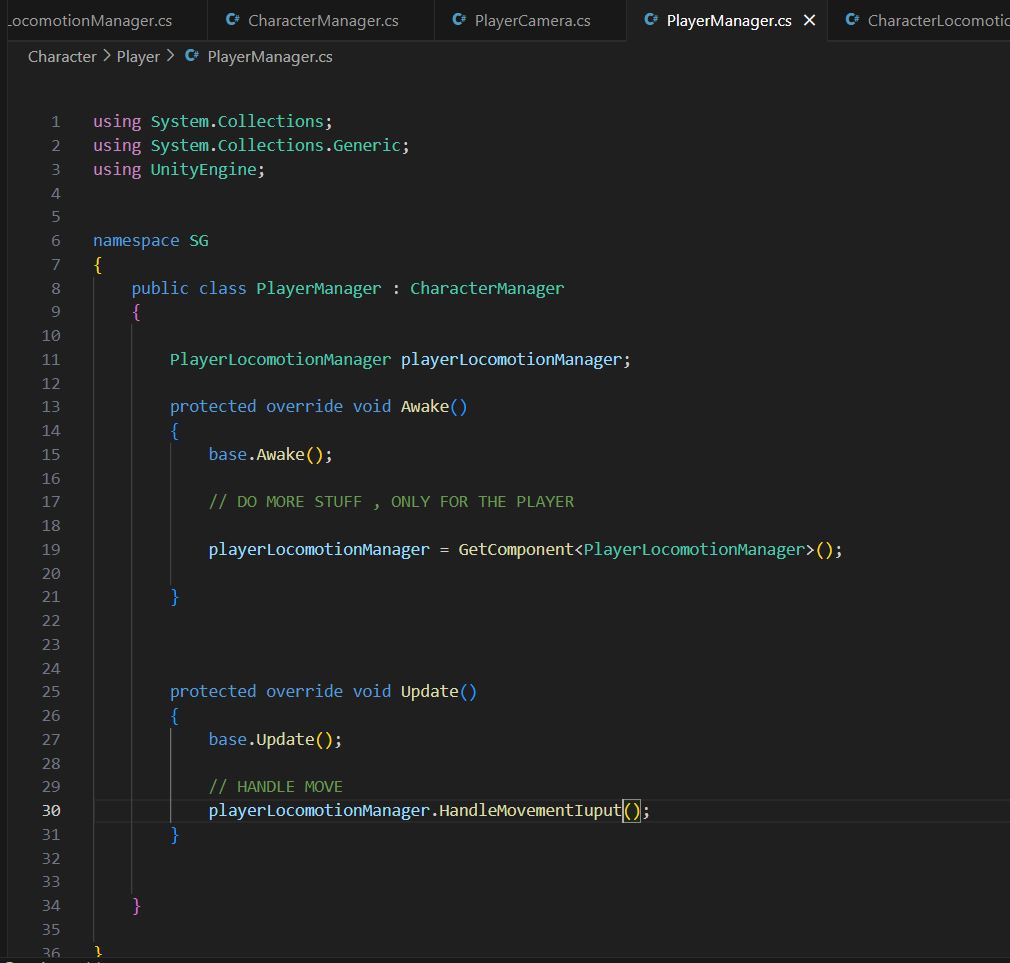 LocomotionManager.cs
CharacterManager.cs
PlayerCamera.cs
PlayerManager.cs
CharacterLocomotic
Character > Player > PlayerManager.cs
1 using System.Collections;
2 using System.Collections.Generic;
3 using UnityEngine;
4
5
6 namespace SG
7 {
8 public class PlayerManager : CharacterManager
9 {
10
11 PlayerLocomotionManager playerLocomotionManager;
12
13 protected override void Awake()
14 {
15 base.Awake();
16
17 // DO MORE STUFF , ONLY FOR THE PLAYER
18
19 playerLocomotionManager = GetComponent<PlayerLocomotionManager>();
20
21 }
22
23
24
25 protected override void Update()
26 {
27 base.Update();
28
29 // HANDLE MOVE
30 playerLocomotionManager.HandleMovementIuput();
31 }
32
33
34 }
35
36 }